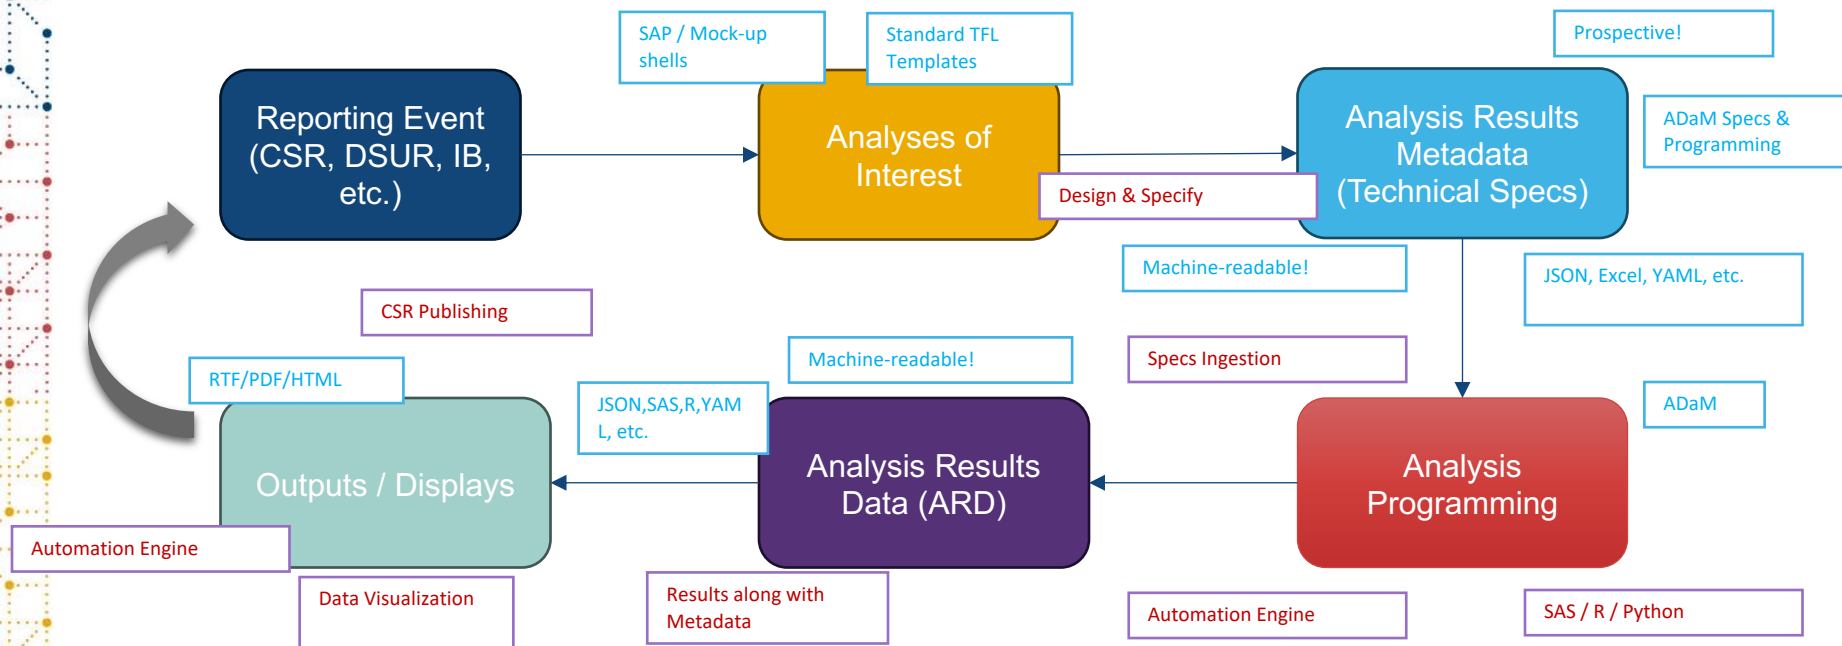 SAP / Mock-up
shells
Standard TFL
Templates
Prospective!
Reporting Event
(CSR, DSUR, IB,
etc.)
Analyses of
Interest
Analysis Results
Metadata
(Technical Specs)
ADaM Specs &
Programming
Design & Specify
Machine-readable!
JSON, Excel, YAML, etc.
CSR Publishing
Machine-readable!
Specs Ingestion
RTF/PDF/HTML
JSON,SAS,R,YAM
L, etc.
ADaM
Outputs / Displays
Analysis Results
Data (ARD)
Analysis
Programming
Automation Engine
Data Visualization
Results along with
Metadata
Automation Engine
SAS / R / Python